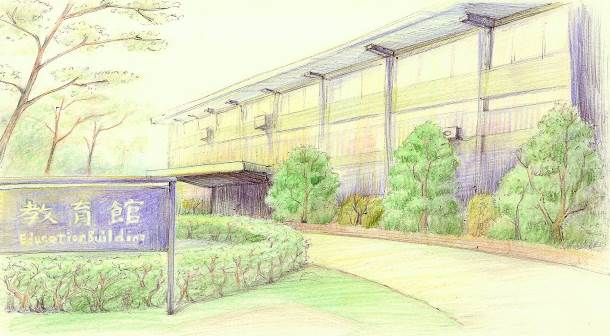 教育館
Education Building